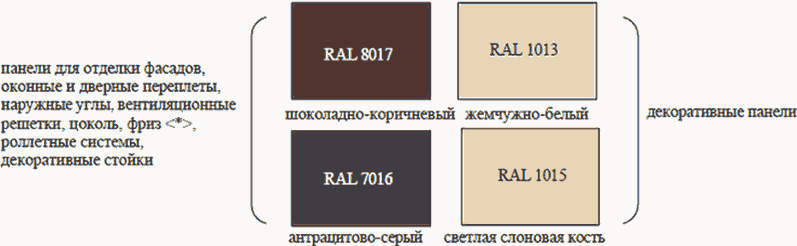 панели для отделки фасадов,
оконные и дверные переплеты,
наружные углы, вентиляционные
решетки, цоколь, фриз <*>,
роллетные системы,
декоративные стойки
RAL 8017
шоколадно-коричневый
RAL 1013
жемчужно-белый
RAL 7016
антрацитово-серый
RAL 1015
светлая слоновая кость
декоративные панели